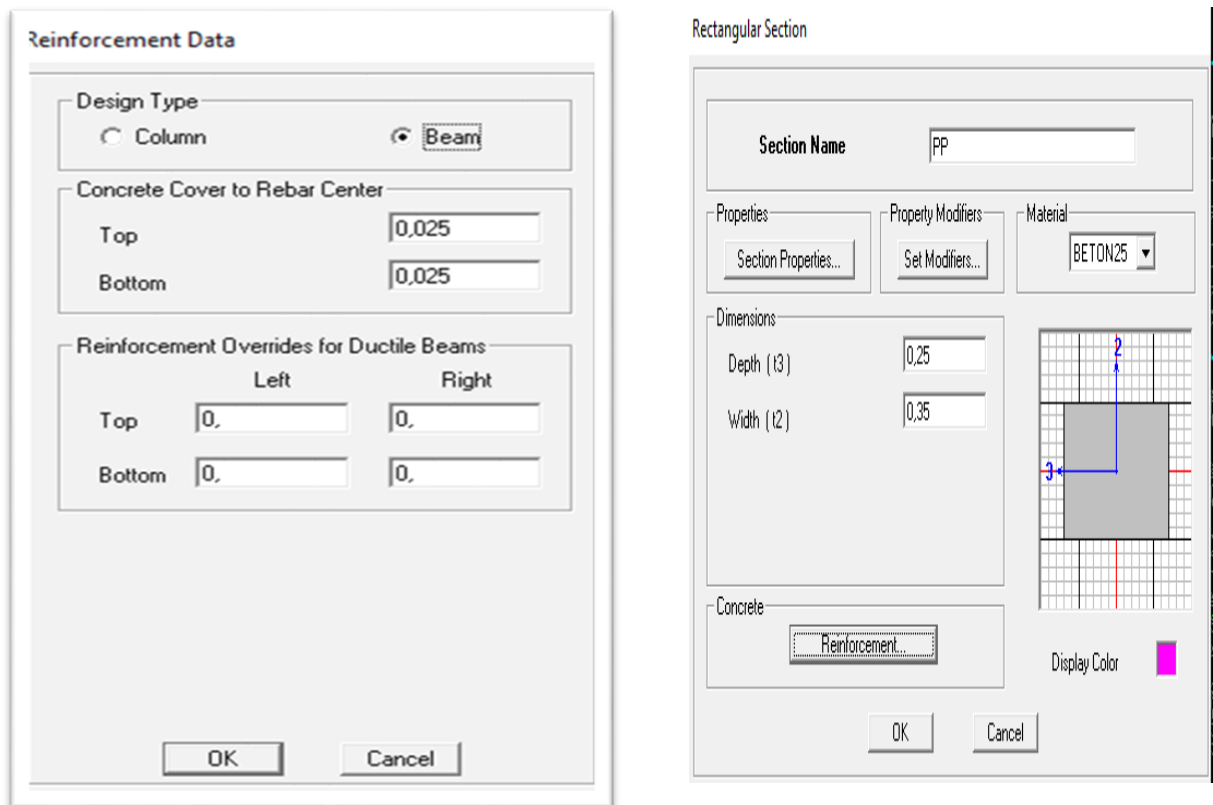 Reinforcement Data
Design Type
Column Beam
Concrete Cover to Rebar Center
Top 0,025
Bottom 0,025
Reinforcement Overrides for Ductile Beams
Left Right
Top 0, 0,
Bottom 0, 0,
OK Cancel
Rectangular Section
Section Name PP
Properties
Section Properties...
Property Modifiers
Set Modifiers...
Material
BETON25
Dimensions
Depth ( t3 ) 0,25
Width ( t2 ) 0,35
2
3
Concrete
Reinforcement...
Display Color
OK Cancel